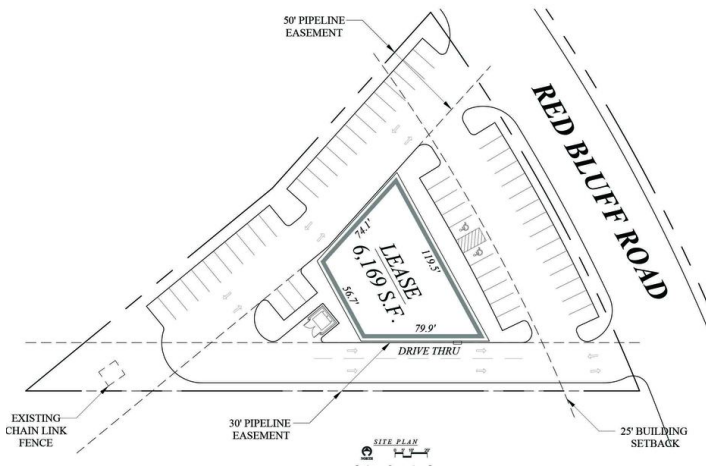 50' PIPELINE
EASEMENT
RED BLUFF ROAD
74.1'
119.5'
LEASE
6,169 S.F.
56.7'
79.9'
DRIVE THRU
EXISTING
CHAIN LINK
FENCE
30' PIPELINE
EASEMENT
25' BUILDING
SETBACK
SITE PLAN
NORTH